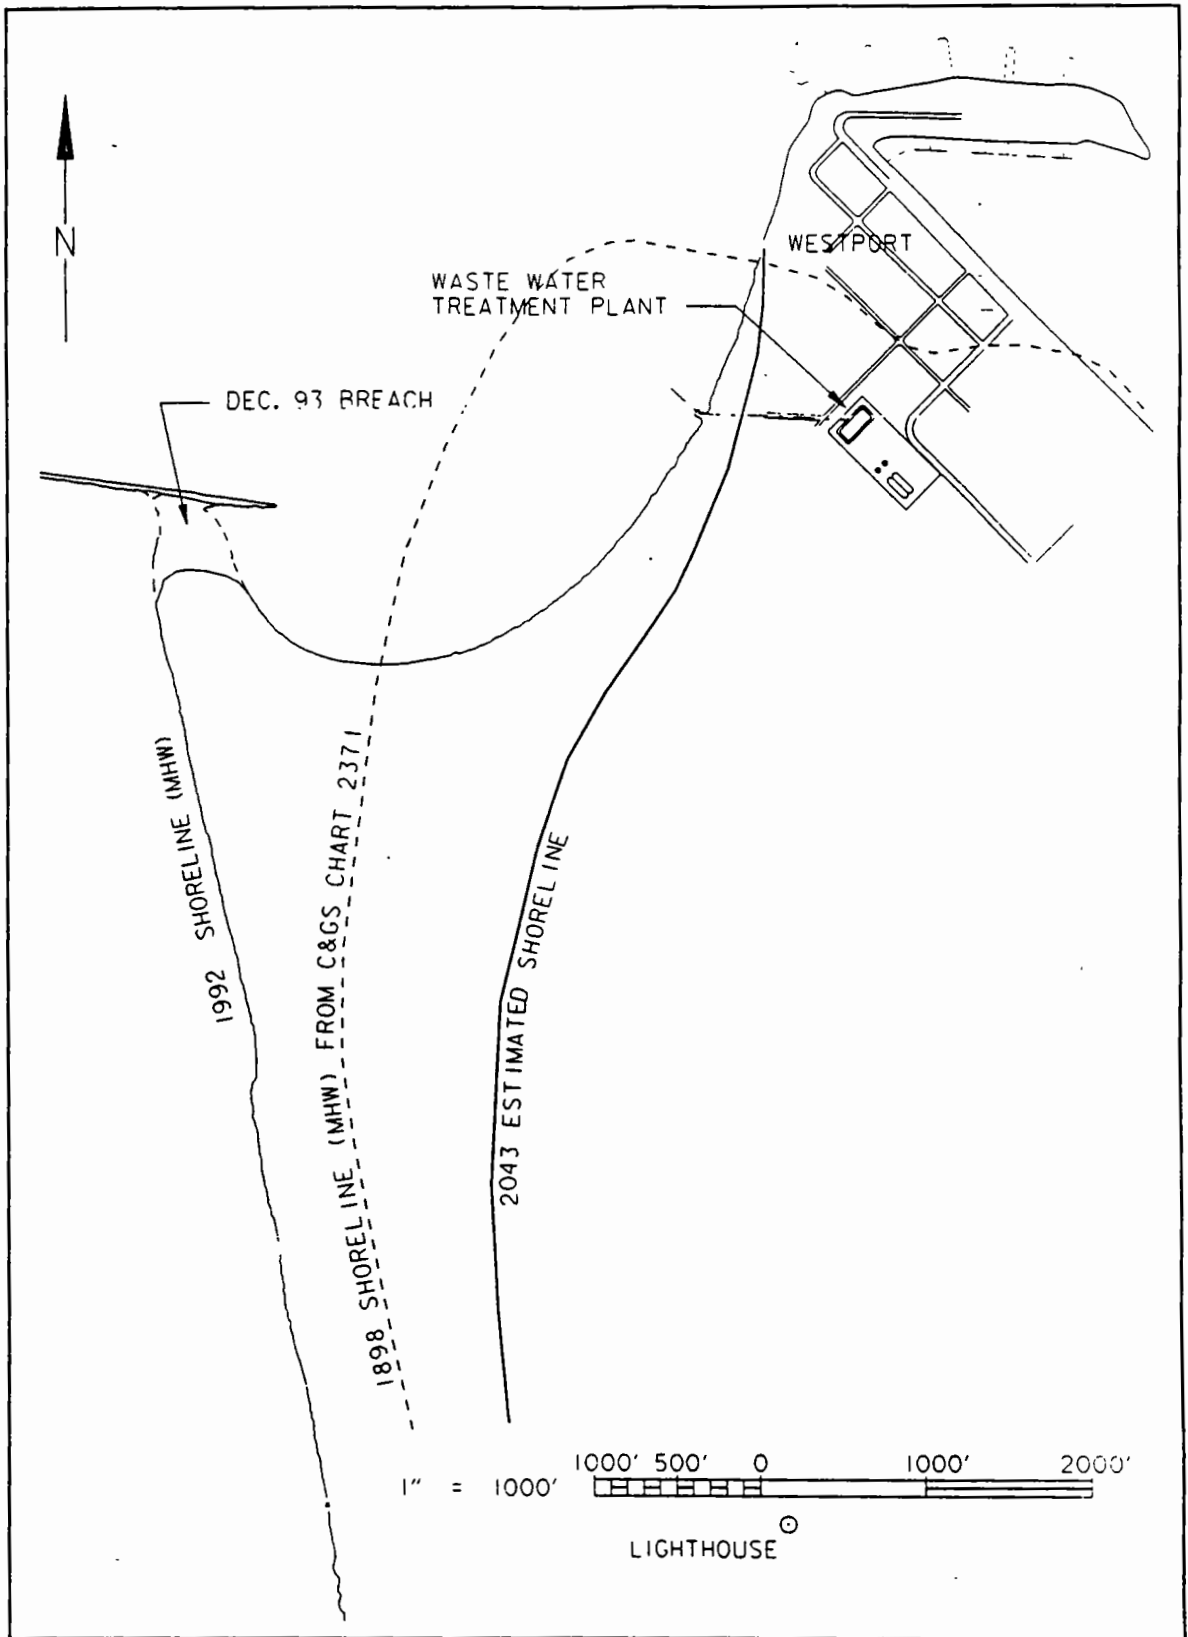 N
WESTPORT
WASTE WATER
TREATMENT PLANT
DEC. 93 BREACH
1992 SHORELINE (MHW)
1898 SHORELINE (MHW) FROM C&GS CHART 2371
2043 ESTIMATED SHORELINE
1" = 1000'
1000' 500' 0 1000' 2000'
LIGHTHOUSE